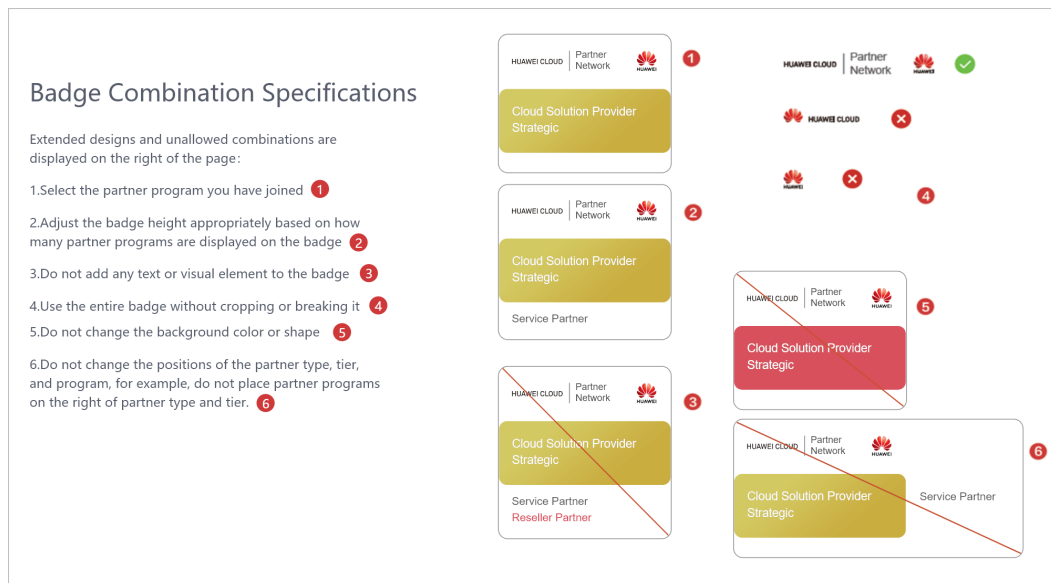 Badge Combination Specifications
Extended designs and unallowed combinations are
displayed on the right of the page:
1.Select the partner program you have joined 1
2.Adjust the badge height appropriately based on how
many partner programs are displayed on the badge 2
3.Do not add any text or visual element to the badge 3
4.Use the entire badge without cropping or breaking it 4
5.Do not change the background color or shape 5
6.Do not change the positions of the partner type, tier,
and program, for example, do not place partner programs
on the right of partner type and tier. 6
HUAWEI CLOUD Partner
Network HUAWEI
1
Cloud Solution Provider
Strategic
HUAWEI CLOUD Partner
Network HUAWEI
2
Cloud Solution Provider
Strategic
Service Partner
HUAWEI CLOUD Partner
Network HUAWEI
3
Cloud Solution Provider
Strategic
Service Partner
Reseller Partner
HUAWEI CLOUD Partner
Network HUAWEI
HUAWEI CLOUD
HUAWEI
4
HUAWEI CLOUD Partner
Network HUAWEI
5
Cloud Solution Provider
Strategic
HUAWEI CLOUD Partner
Network HUAWEI
6
Cloud Solution Provider
Strategic
Service Partner